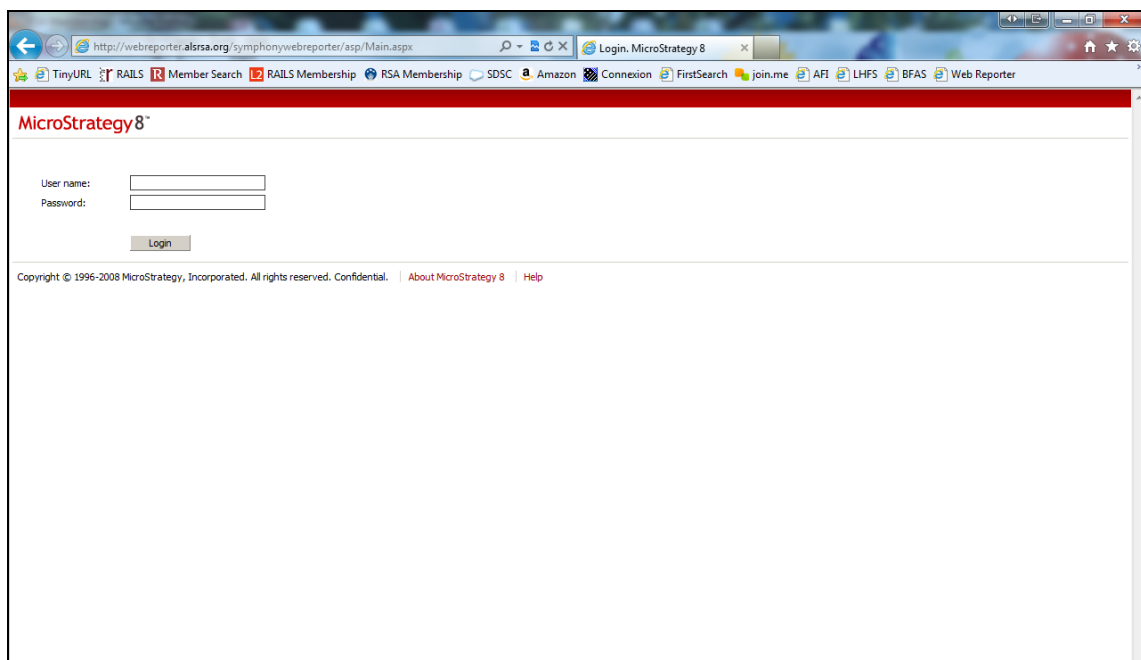 http://webreporter.alsrsa.org/symphonywebreporter/asp/Main.aspx
Login. MicroStrategy 8
TinyURL RAILS Member Search RAILS Membership RSA Membership SDSC Amazon Connexion FirstSearch join.me AFI LHFS BFAS Web Reporter
MicroStrategy 8™
User name:
Password:
Login
Copyright © 1996-2008 MicroStrategy, Incorporated. All rights reserved. Confidential. | About MicroStrategy 8 | Help